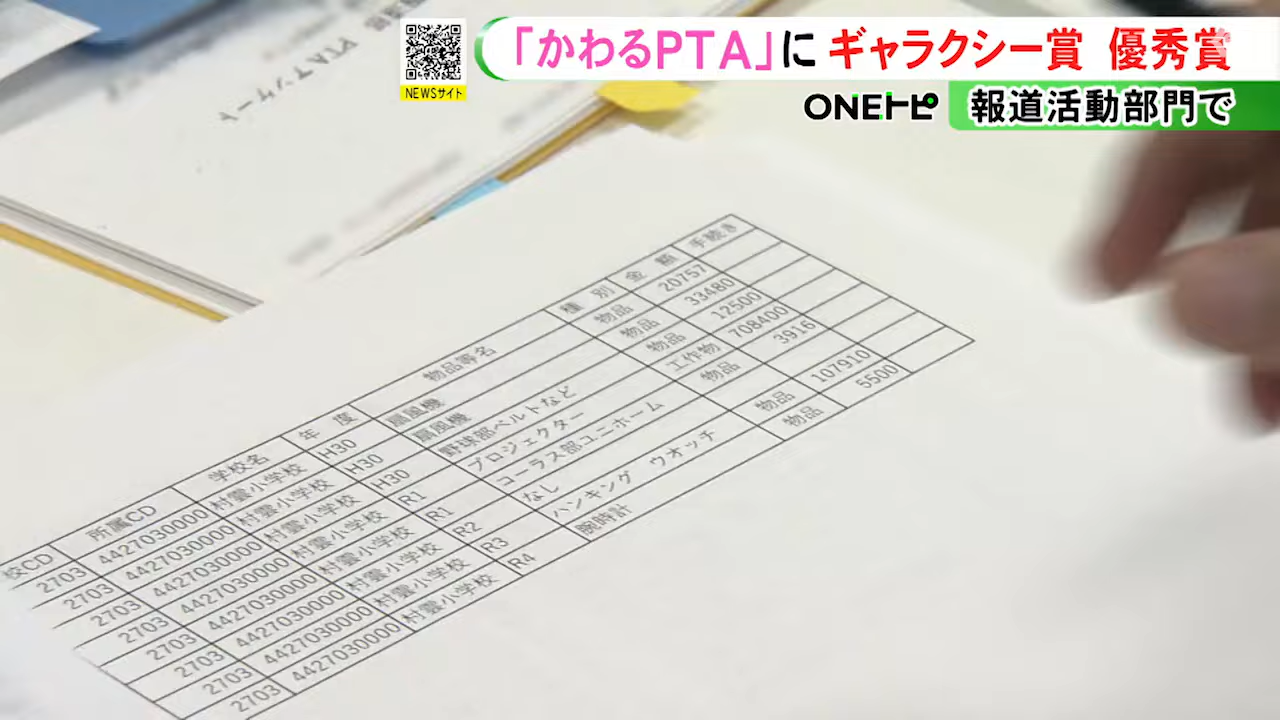 NEWSサイト
「かわるPTA」に ギャラクシー賞 優秀賞
ONEトピ 報道活動部門で
PTAアンケート
校CD 所属CD 学校名 年 度 物品等名 種 別 金 額 手続き
2703 4427030000 村雲小学校 H30 扇風機 物品 20757
2703 4427030000 村雲小学校 H30 扇風機 物品 33480
2703 4427030000 村雲小学校 H30 野球部ベルトなど 物品 12500
2703 4427030000 村雲小学校 R1 プロジェクター 工作物 708400
2703 4427030000 村雲小学校 R1 コーラス部ユニホーム 物品 3916
2703 4427030000 村雲小学校 R2 なし
2703 4427030000 村雲小学校 R3 ハンキング ウオッチ 物品 107910
2703 4427030000 村雲小学校 R4 腕時計 物品 5500